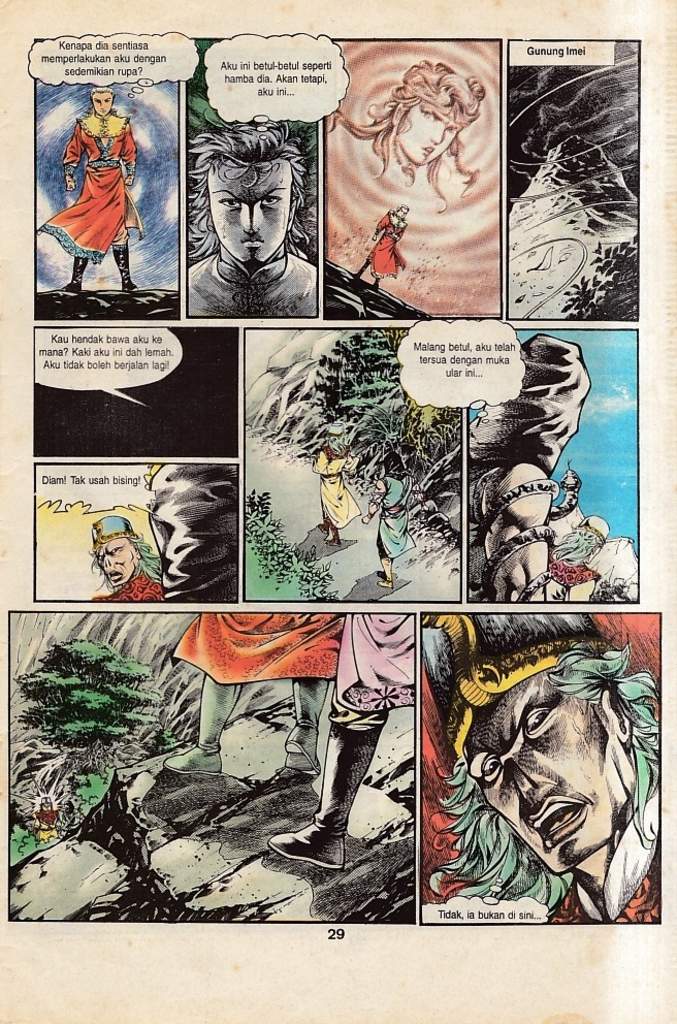 Kenapa dia sentiasa
memperlakukan aku dengan
sedemikian rupa?
Aku ini betul-betul seperti
hamba dia. Akan tetapi,
aku ini...
Gunung Imei
Kau hendak bawa aku ke
mana? Kaki aku ini dah lemah.
Aku tidak boleh berjalan lagi!
Diam! Tak usah bising!
Malang betul, aku telah
tersua dengan muka
ular ini...
Tidak, ia bukan di sini...
29